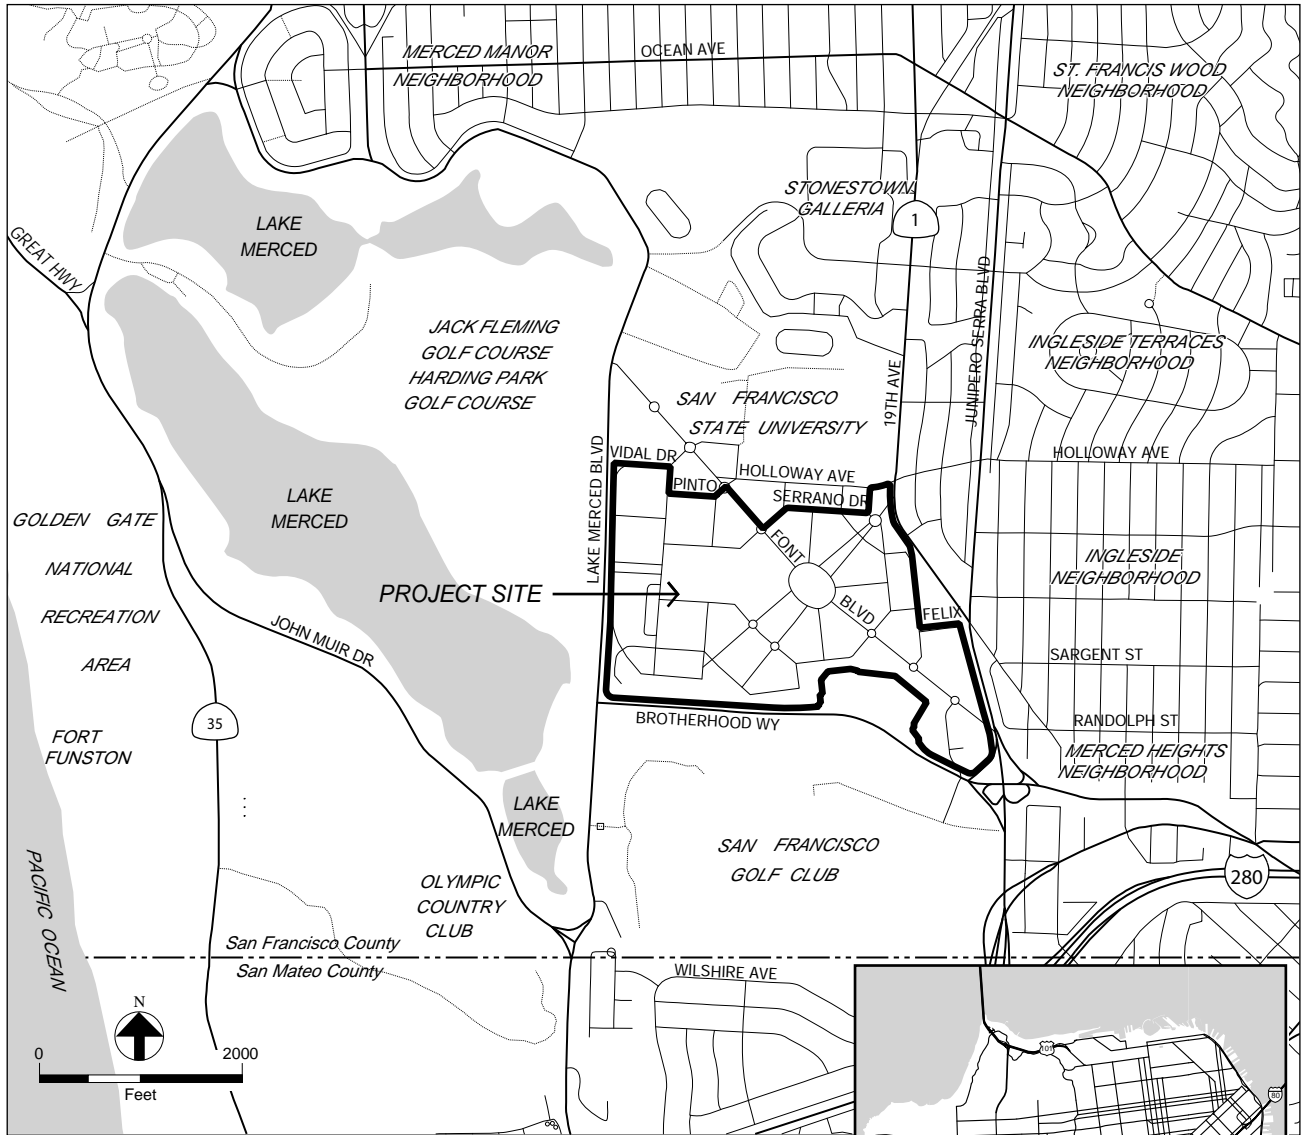 MERCED MANOR
NEIGHBORHOOD
OCEAN AVE
ST. FRANCIS WOOD
NEIGHBORHOOD
STONESTOWN
GALLERIA
1
LAKE
MERCED
GREAT HWY
JUNIPERO SERRA BLVD
JACK FLEMING
GOLF COURSE
HARDING PARK
GOLF COURSE
INGLESIDE TERRACES
NEIGHBORHOOD
19TH AVE
SAN FRANCISCO
STATE UNIVERSITY
LAKE MERCED BLVD
VIDAL DR
HOLLOWAY AVE
HOLLOWAY AVE
PINTO
SERRANO DR
LAKE
MERCED
GOLDEN GATE
NATIONAL
RECREATION
AREA
FONT
BLVD
INGLESIDE
NEIGHBORHOOD
PROJECT SITE
FELIX
JOHN MUIR DR
SARGENT ST
35
BROTHERHOOD WY
RANDOLPH ST
FORT
FUNSTON
MERCED HEIGHTS
NEIGHBORHOOD
LAKE
MERCED
SAN FRANCISCO
GOLF CLUB
280
PACIFIC OCEAN
OLYMPIC
COUNTRY
CLUB
San Francisco County
San Mateo County
WILSHIRE AVE
N
0 2000
Feet
101
80